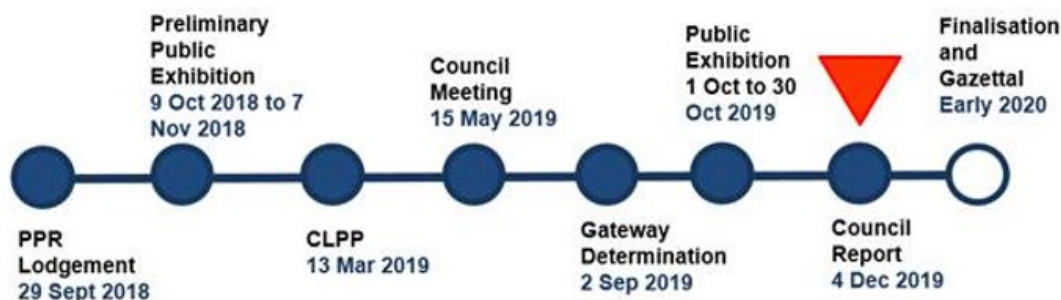 Preliminary
Public
Exhibition
9 Oct 2018 to 7
Nov 2018
Council
Meeting
15 May 2019
Public
Exhibition
1 Oct to 30
Oct 2019
Finalisation
and
Gazettal
Early 2020
PPR
Lodgement
29 Sept 2018
CLPP
13 Mar 2019
Gateway
Determination
2 Sep 2019
Council
Report
4 Dec 2019